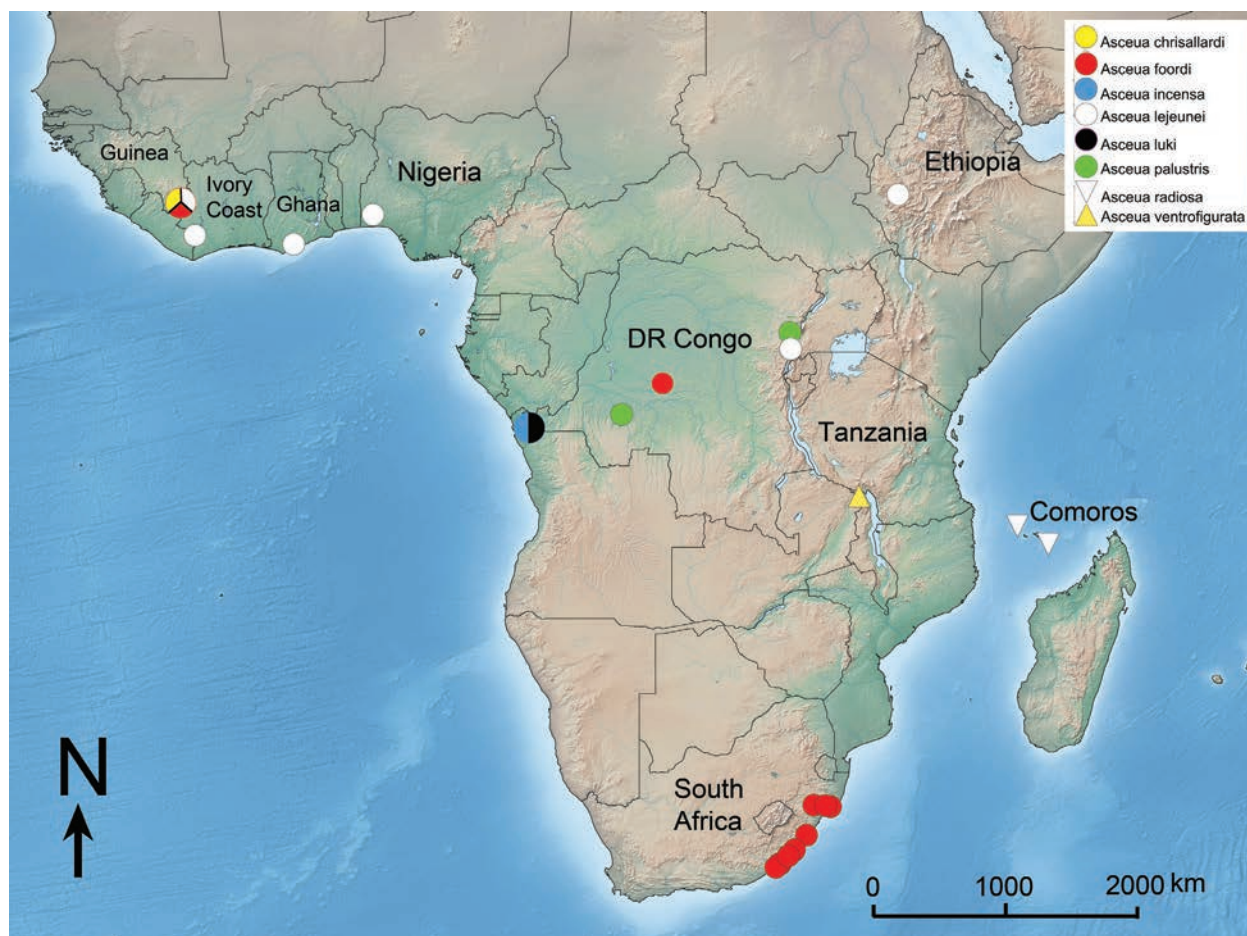 Asceua chrisallardi
Asceua foordi
Asceua incensa
Asceua lejeunei
Asceua luki
Asceua palustris
Asceua radiosa
Asceua ventrofigurata
Guinea
Ivory
Coast
Ghana
Nigeria
Ethiopia
DR Congo
Tanzania
Comoros
South
Africa
N
0 1000 2000 km